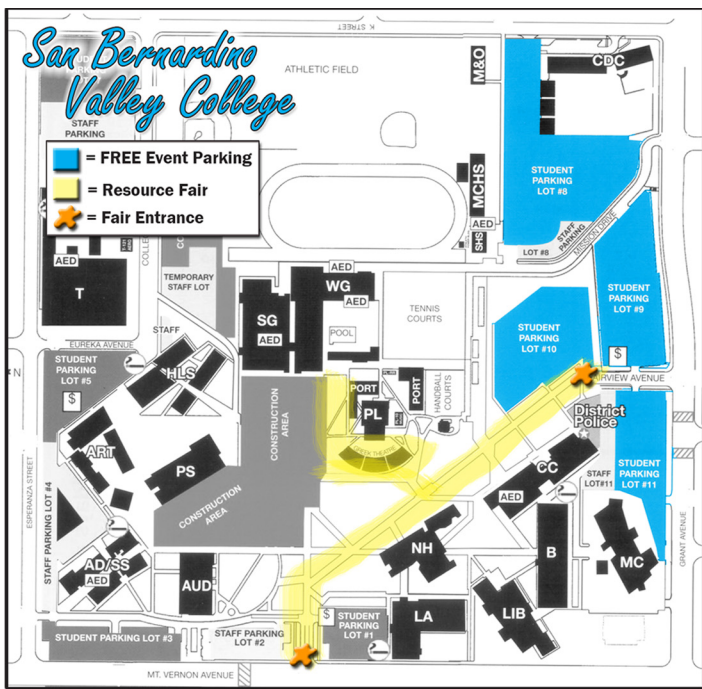 K STREET
San Bernardino
Valley College
ATHLETIC FIELD
M&O
CDC
STAFF
PARKING
= FREE Event Parking
= Resource Fair
= Fair Entrance
STUDENT
PARKING
LOT #8
MCHS
AED
SHS
STAFF
PARKING
LOT #8
MISSION DRIVE
AED
T
TEMPORARY
STAFF LOT
AED
WG
AED
SG
AED
POOL
TENNIS
COURTS
STUDENT
PARKING
LOT #9
STUDENT
PARKING
LOT #10
$
STAFF
EUREKA AVENUE
N
STUDENT
PARKING
LOT #5
$
HLS
PORT
PORT
PL
HANDBALL
COURTS
GREEK THEATRE
FAIRVIEW AVENUE
District
Police
CONSTRUCTION
AREA
ART
PS
CC
AED
STAFF
LOT#11
STUDENT
PARKING
LOT #11
ESPERANZA STREET
STAFF PARKING LOT #4
CONSTRUCTION
AREA
GRANT AVENUE
AD/SS
AED
AUD
NH
B
MC
LIB
LA
$
STUDENT
PARKING
LOT #1
STUDENT PARKING LOT #3
STAFF PARKING
LOT #2
MT. VERNON AVENUE